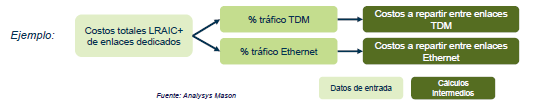 Ejemplo:
Costos totales LRAIC+
de enlaces dedicados
% tráfico TDM
Costos a repartir entre enlaces
TDM
% tráfico Ethernet
Costos a repartir entre enlaces
Ethernet
Fuente: Analysys Mason
Datos de entrada
Cálculos
Intermedios